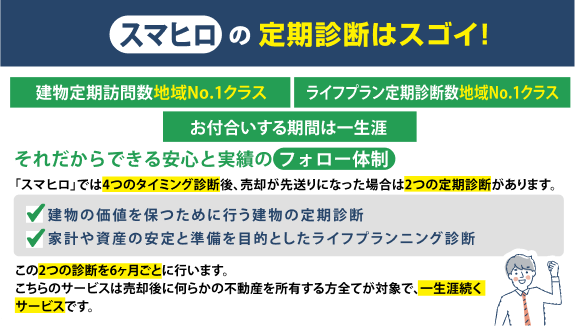 スマヒロの定期診断はスゴイ!
建物定期訪問数地域No.1クラス
ライフプラン定期診断数地域No.1クラス
お付合いする期間は一生涯
それだからできる安心と実績のフォロー体制
「スマヒロ」では4つのタイミング診断後、売却が先送りになった場合は2つの定期診断があります。
建物の価値を保つために行う建物の定期診断
家計や資産の安定と準備を目的としたライフプランニング診断
この2つの診断を6ヶ月ごとに行います。
こちらのサービスは売却後に何らかの不動産を所有する方全てが対象で、一生涯続く
サービスです。